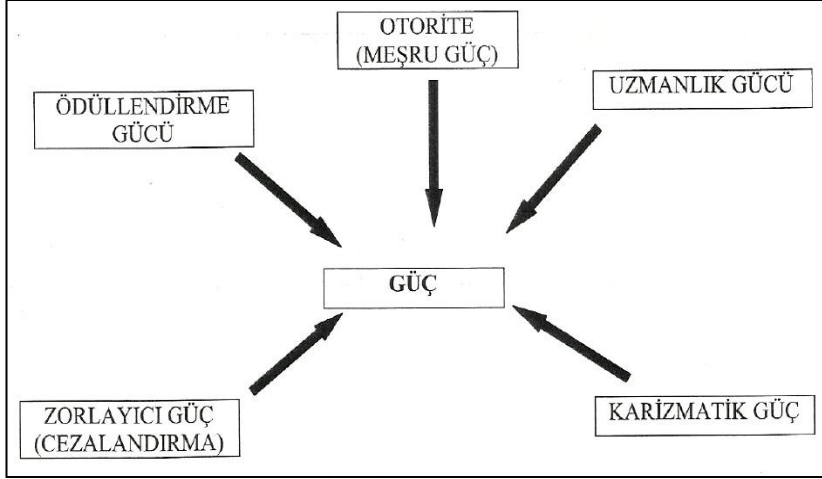 OTORİTE
(MEŞRU GÜÇ)
UZMANLIK GÜCÜ
ÖDÜLLENDİRME
GÜCÜ
GÜÇ
ZORLAYICI GÜÇ
(CEZALANDIRMA)
KARİZMATİK GÜÇ